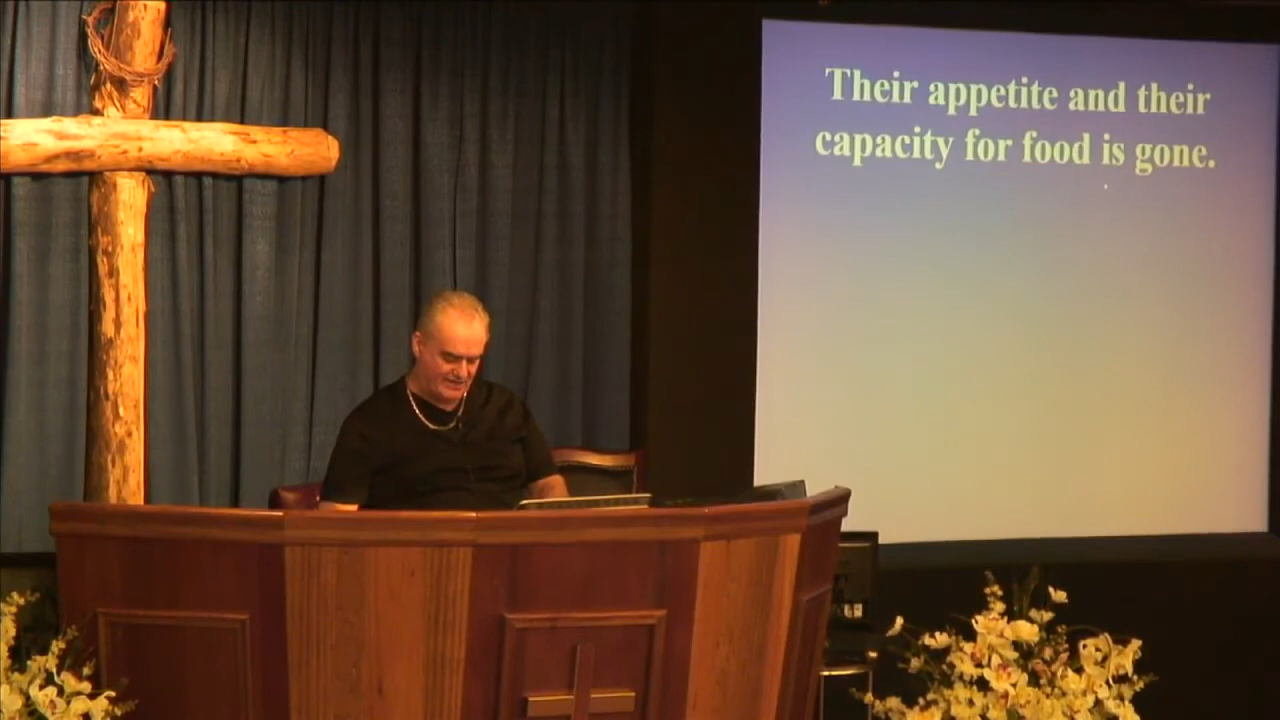 Their appetite and their
capacity for food is gone.